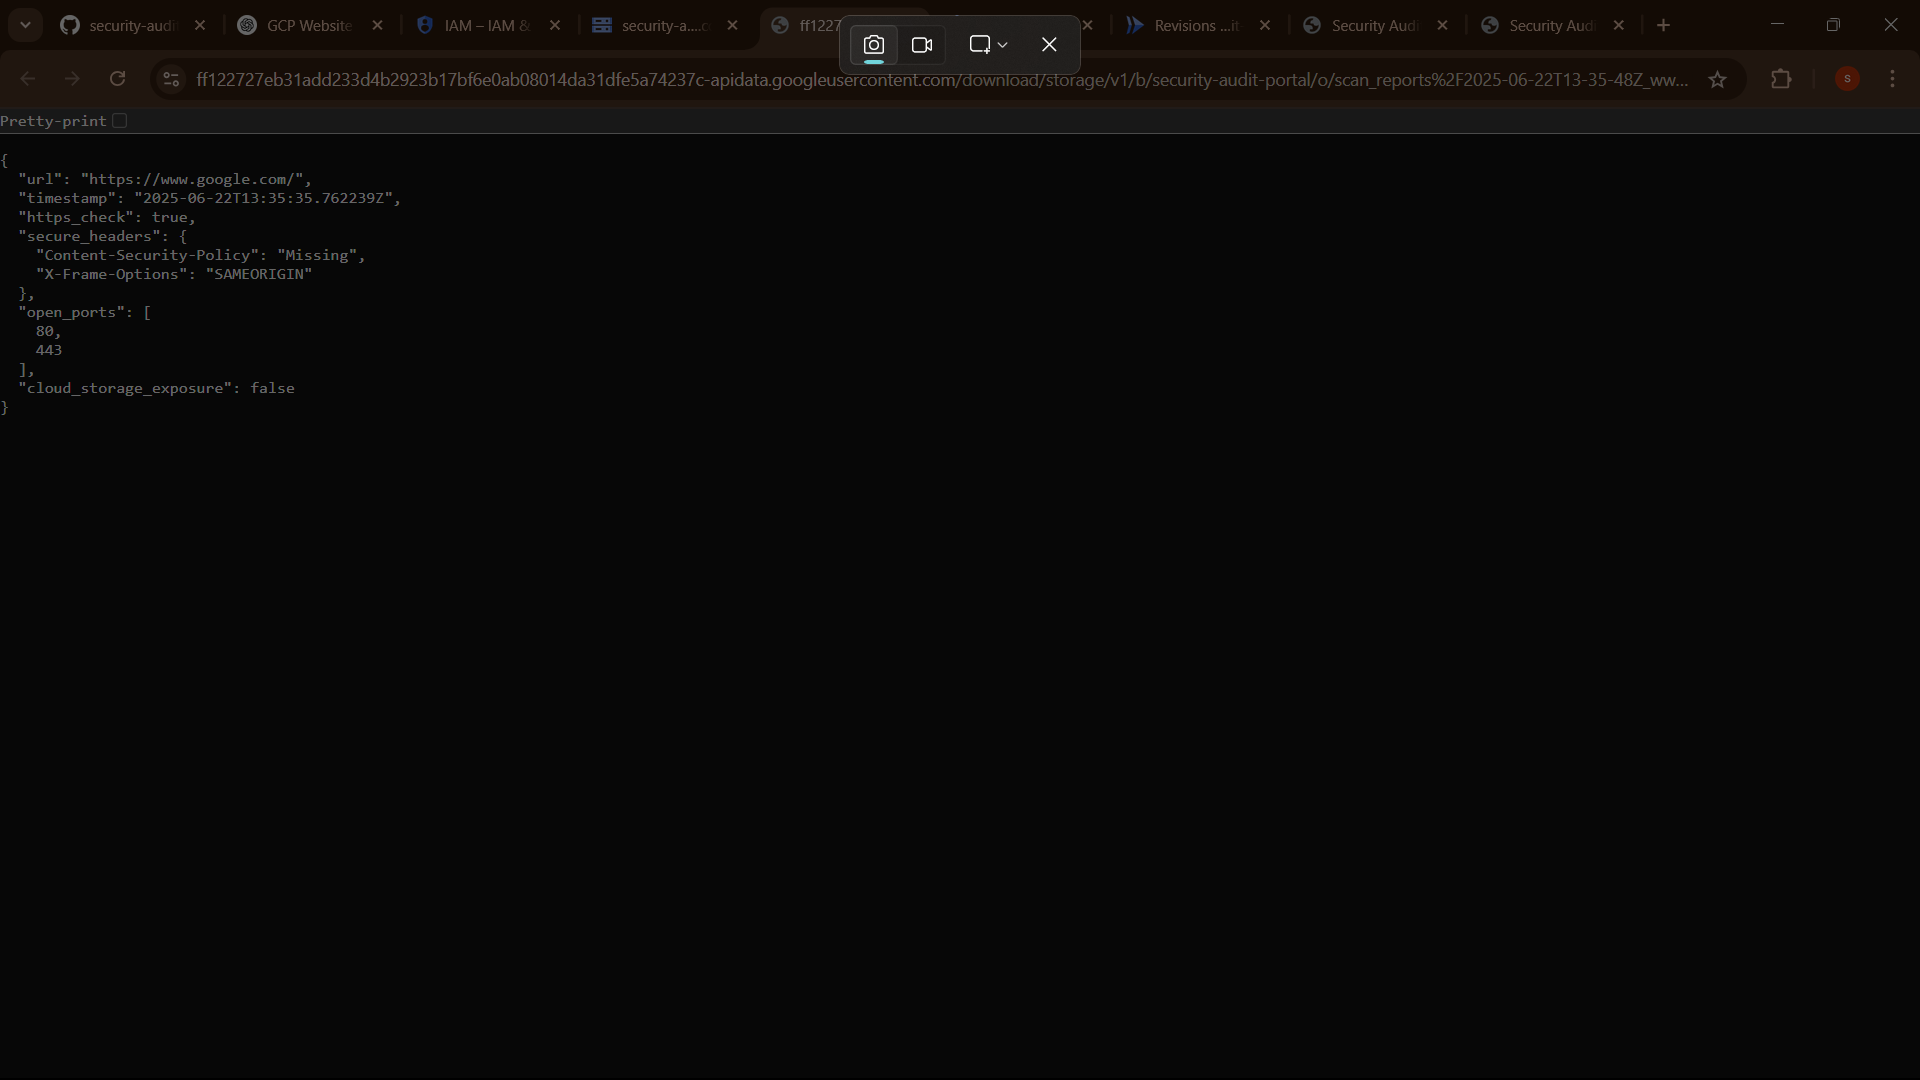 security-audi
GCP Website
IAM – IAM &
security-a....c
ff1227
Revisions ...it
Security Aud
Security Aud
ff122727eb31add233d4b2923b17bf6e0ab08014da31dfe5a74237c-apidata.googleusercontent.com/download/storage/v1/b/security-audit-portal/o/scan_reports%2F2025-06-22T13-35-48Z_ww...
S
Pretty-print
{
"url": "https://www.google.com/",
"timestamp": "2025-06-22T13:35:35.762239Z",
"https_check": true,
"secure_headers": {
"Content-Security-Policy": "Missing",
"X-Frame-Options": "SAMEORIGIN"
},
"open_ports": [
80,
443
],
"cloud_storage_exposure": false
}